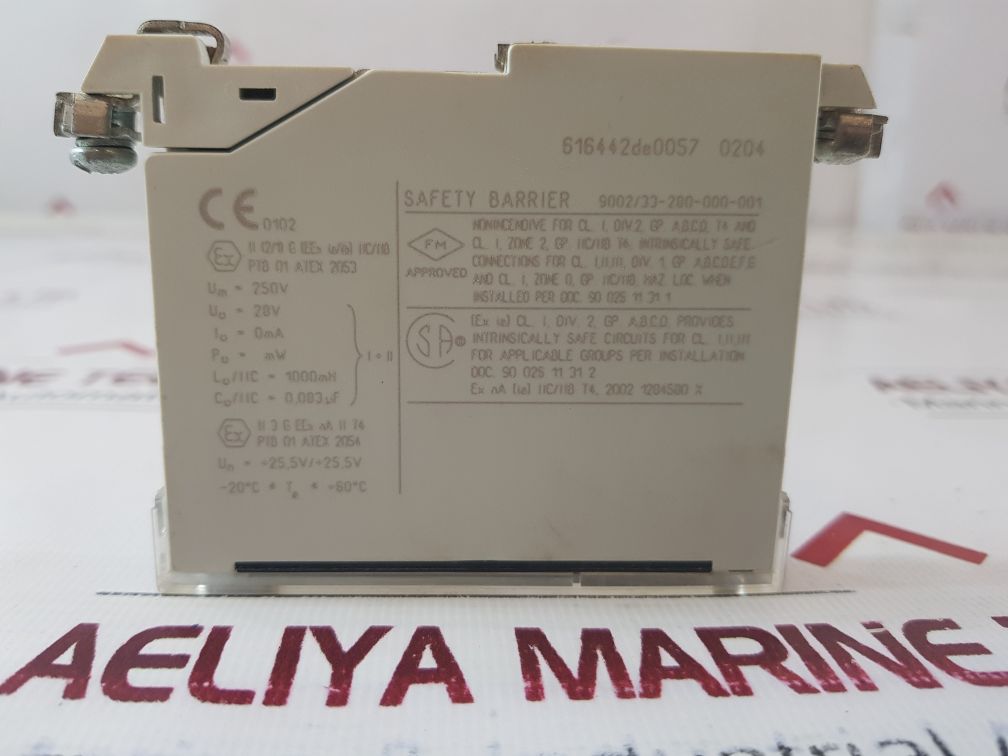 616442de0057 0204
CE 0102
Ex II (2)/3 G [EEx ia/ib] IIC/IIB
PTB 01 ATEX 2053
Um = 250V
Uo = 28V
Io = 0mA
Po = mW
Lo/IIC = 1000mH
Co/IIC = 0,083µF
I + II
Ex II 3 G EEx nA II T4
PTB 01 ATEX 2054
Un = +25,5V/+25,5V
-20°C ≤ Ta ≤ +60°C
SAFETY BARRIER 9002/33-280-000-001
FM
APPROVED
NONINCENDIVE FOR CL. I, DIV.2, GP. A,B,C,D, T4 AND
CL. I, ZONE 2, GP. IIC/IIB T6, INTRINSICALLY SAFE
CONNECTIONS FOR CL. I,II,III, DIV. 1, GP. A,B,C,D,E,F,G
AND CL. I, ZONE 0, GP. IIC/IIB, HAZ. LOC. WHEN
INSTALLED PER DOC. 90 026 11 31 1
SA ®
[Ex ia] CL. I, DIV. 2, GP. A,B,C,D, PROVIDES
INTRINSICALLY SAFE CIRCUITS FOR CL. I,II,III
FOR APPLICABLE GROUPS PER INSTALLATION
DOC. 90 026 11 31 2
Ex nA [ia] IIC/IIB T4, 2002 1284580 X
AELIYA MARINE